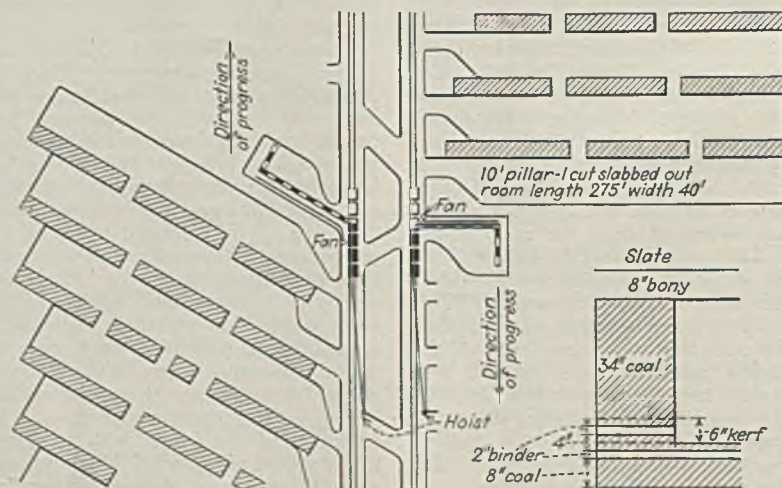 Direction
of progress
10' pillar-1 cut slabbed out
room length 275' width 40'
Fan
Fan
Slate
8" bony
Direction
of progress
34" coal
Hoist
6" kerf
4"
2" binder
8" coal